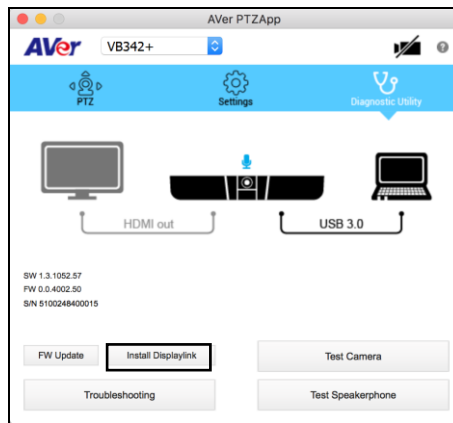 AVer PTZApp
AVer VB342+
PTZ Settings Diagnostic Utility
HDMI out USB 3.0
SW 1.3.1052.57
FW 0.0.4002.50
S/N 5100248400015
FW Update Install Displaylink Test Camera
Troubleshooting Test Speakerphone